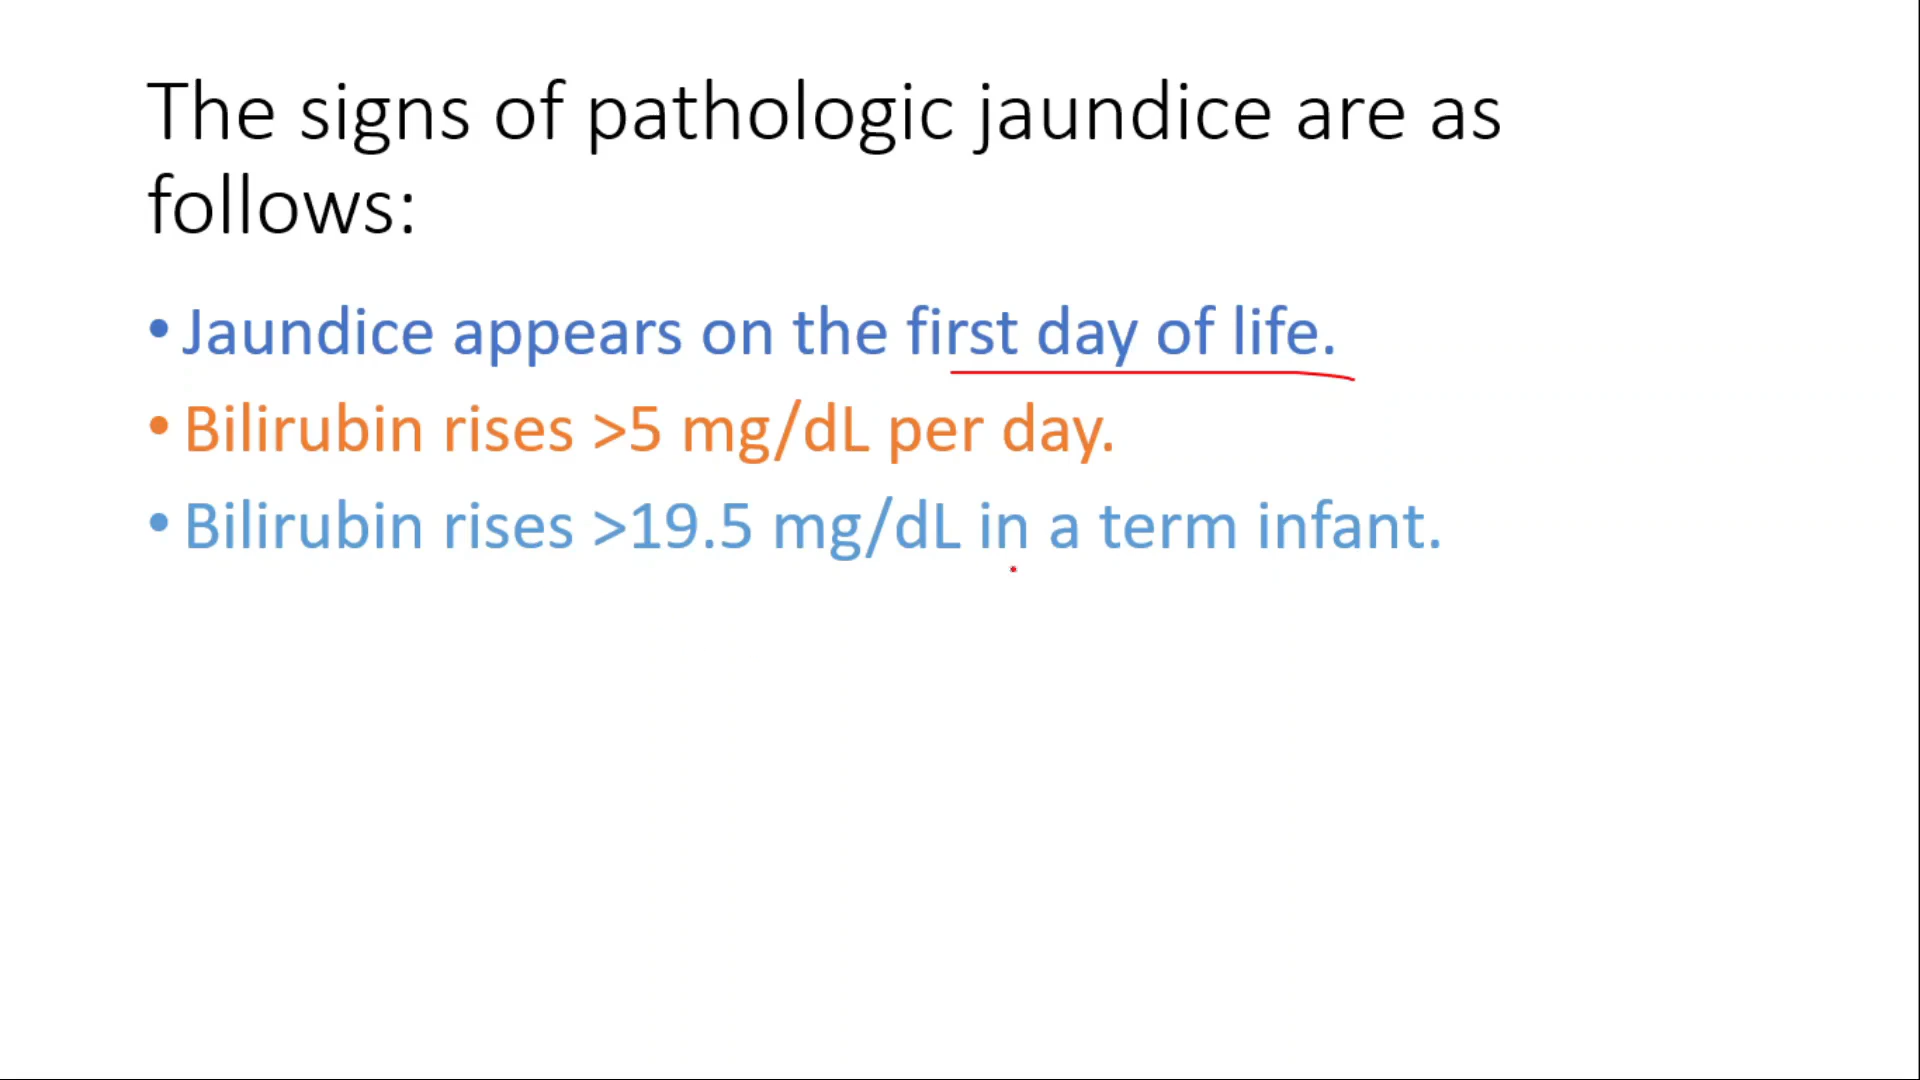 The signs of pathologic jaundice are as
follows:
• Jaundice appears on the first day of life.
• Bilirubin rises >5 mg/dL per day.
• Bilirubin rises >19.5 mg/dL in a term infant.